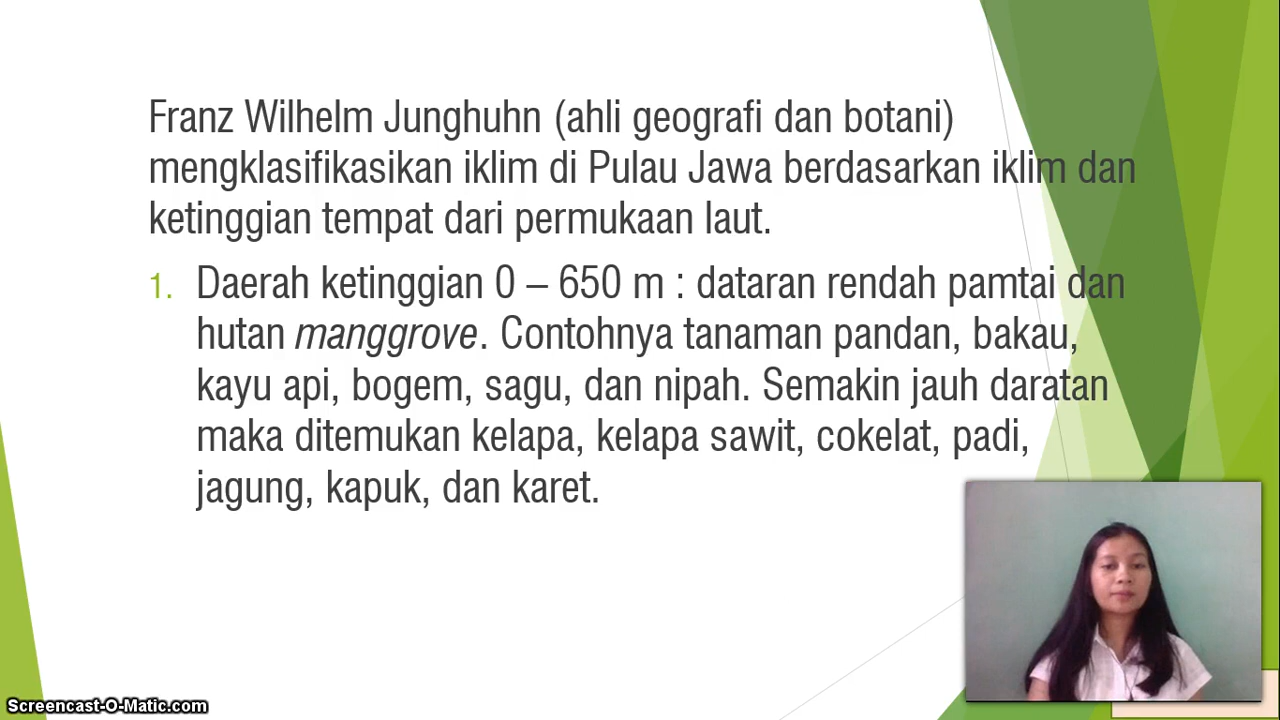 Franz Wilhelm Junghuhn (ahli geografi dan botani)
mengklasifikasikan iklim di Pulau Jawa berdasarkan iklim dan
ketinggian tempat dari permukaan laut.
1. Daerah ketinggian 0 – 650 m : dataran rendah pamtai dan
hutan manggrove. Contohnya tanaman pandan, bakau,
kayu api, bogem, sagu, dan nipah. Semakin jauh daratan
maka ditemukan kelapa, kelapa sawit, cokelat, padi,
jagung, kapuk, dan karet.
Screencast-O-Matic.com